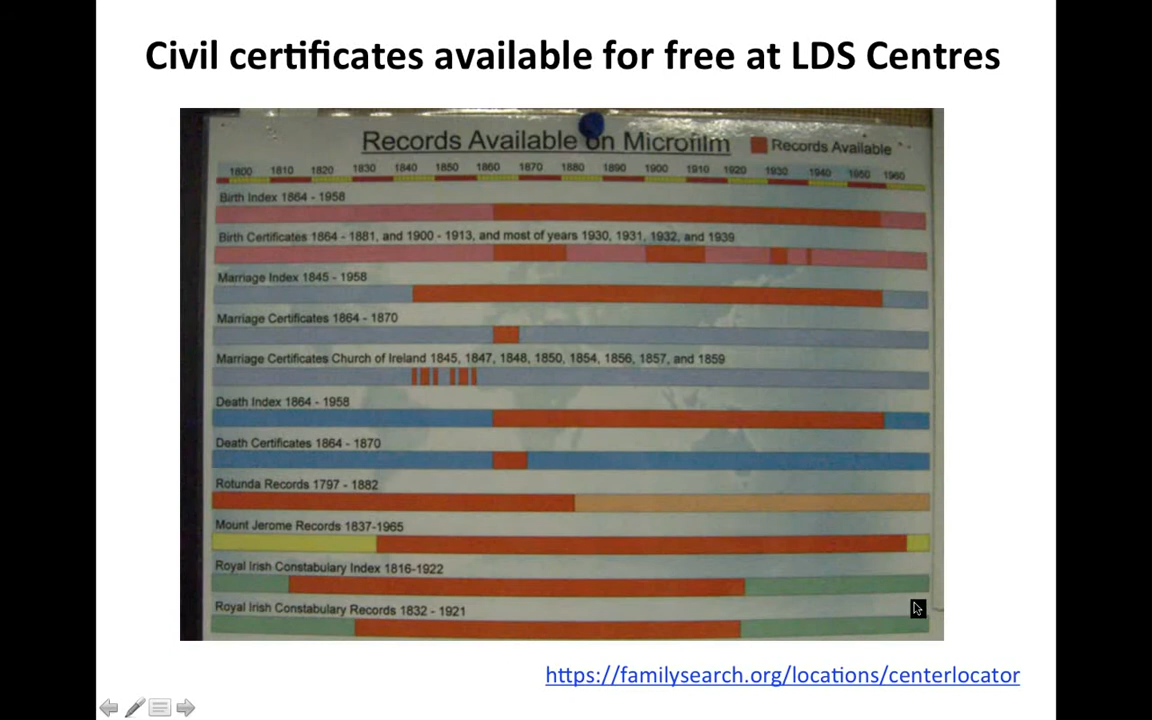 Civil certificates available for free at LDS Centres
Records Available on Microfilm
Records Available
1800 1810 1820 1830 1840 1850 1860 1870 1880 1890 1900 1910 1920 1930 1940 1950 1960
Birth Index 1864 - 1958
Birth Certificates 1864 - 1881, and 1900 - 1913, and most of years 1930, 1931, 1932, and 1939
Marriage Index 1845 - 1958
Marriage Certificates 1864 - 1870
Marriage Certificates Church of Ireland 1845, 1847, 1848, 1850, 1854, 1856, 1857, and 1859
Death Index 1864 - 1958
Death Certificates 1864 - 1870
Rotunda Records 1797 - 1882
Mount Jerome Records 1837-1965
Royal Irish Constabulary Index 1816-1922
Royal Irish Constabulary Records 1832 - 1921
https://familysearch.org/locations/centerlocator